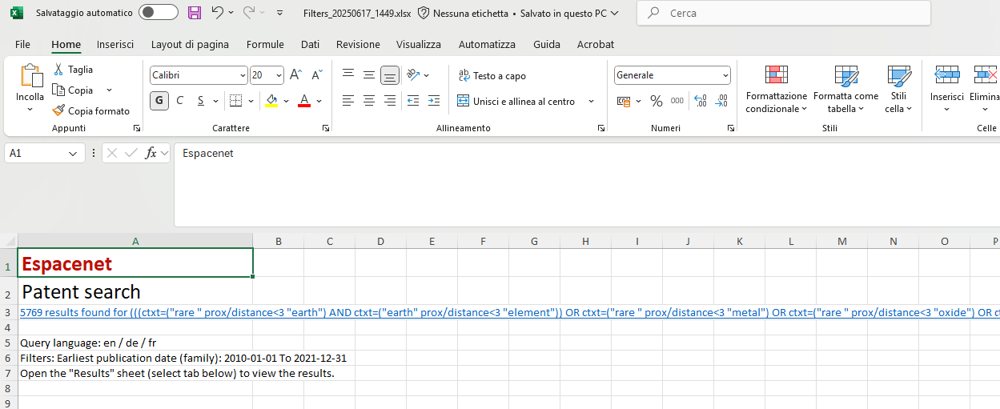 Salvataggio automatico Filters_20250617_1449.xlsx Nessuna etichetta • Salvato in questo PC Cerca
File Home Inserisci Layout di pagina Formule Dati Revisione Visualizza Automatizza Guida Acrobat
Incolla
Taglia
Copia
Copia formato
Appunti
Calibri 20 A A
G C S A
Carattere
ab Testo a capo
Unisci e allinea al centro
Allineamento
Generale
% 000 ,00 ,00
Numeri
Formattazione condizionale
Formatta come tabella
Stili cella
Stili
Inserisci Elimina
Celle
A1 fx Espacenet
A B C D E F G H I J K L M N O P
1 Espacenet
2 Patent search
3 5769 results found for (((ctxt=("rare " prox/distance<3 "earth") AND ctxt=("earth" prox/distance<3 "element")) OR ctxt=("rare " prox/distance<3 "metal") OR ctxt=("rare " prox/distance<3 "oxide") OR ct
4
5 Query language: en / de / fr
6 Filters: Earliest publication date (family): 2010-01-01 To 2021-12-31
7 Open the "Results" sheet (select tab below) to view the results.
8
9